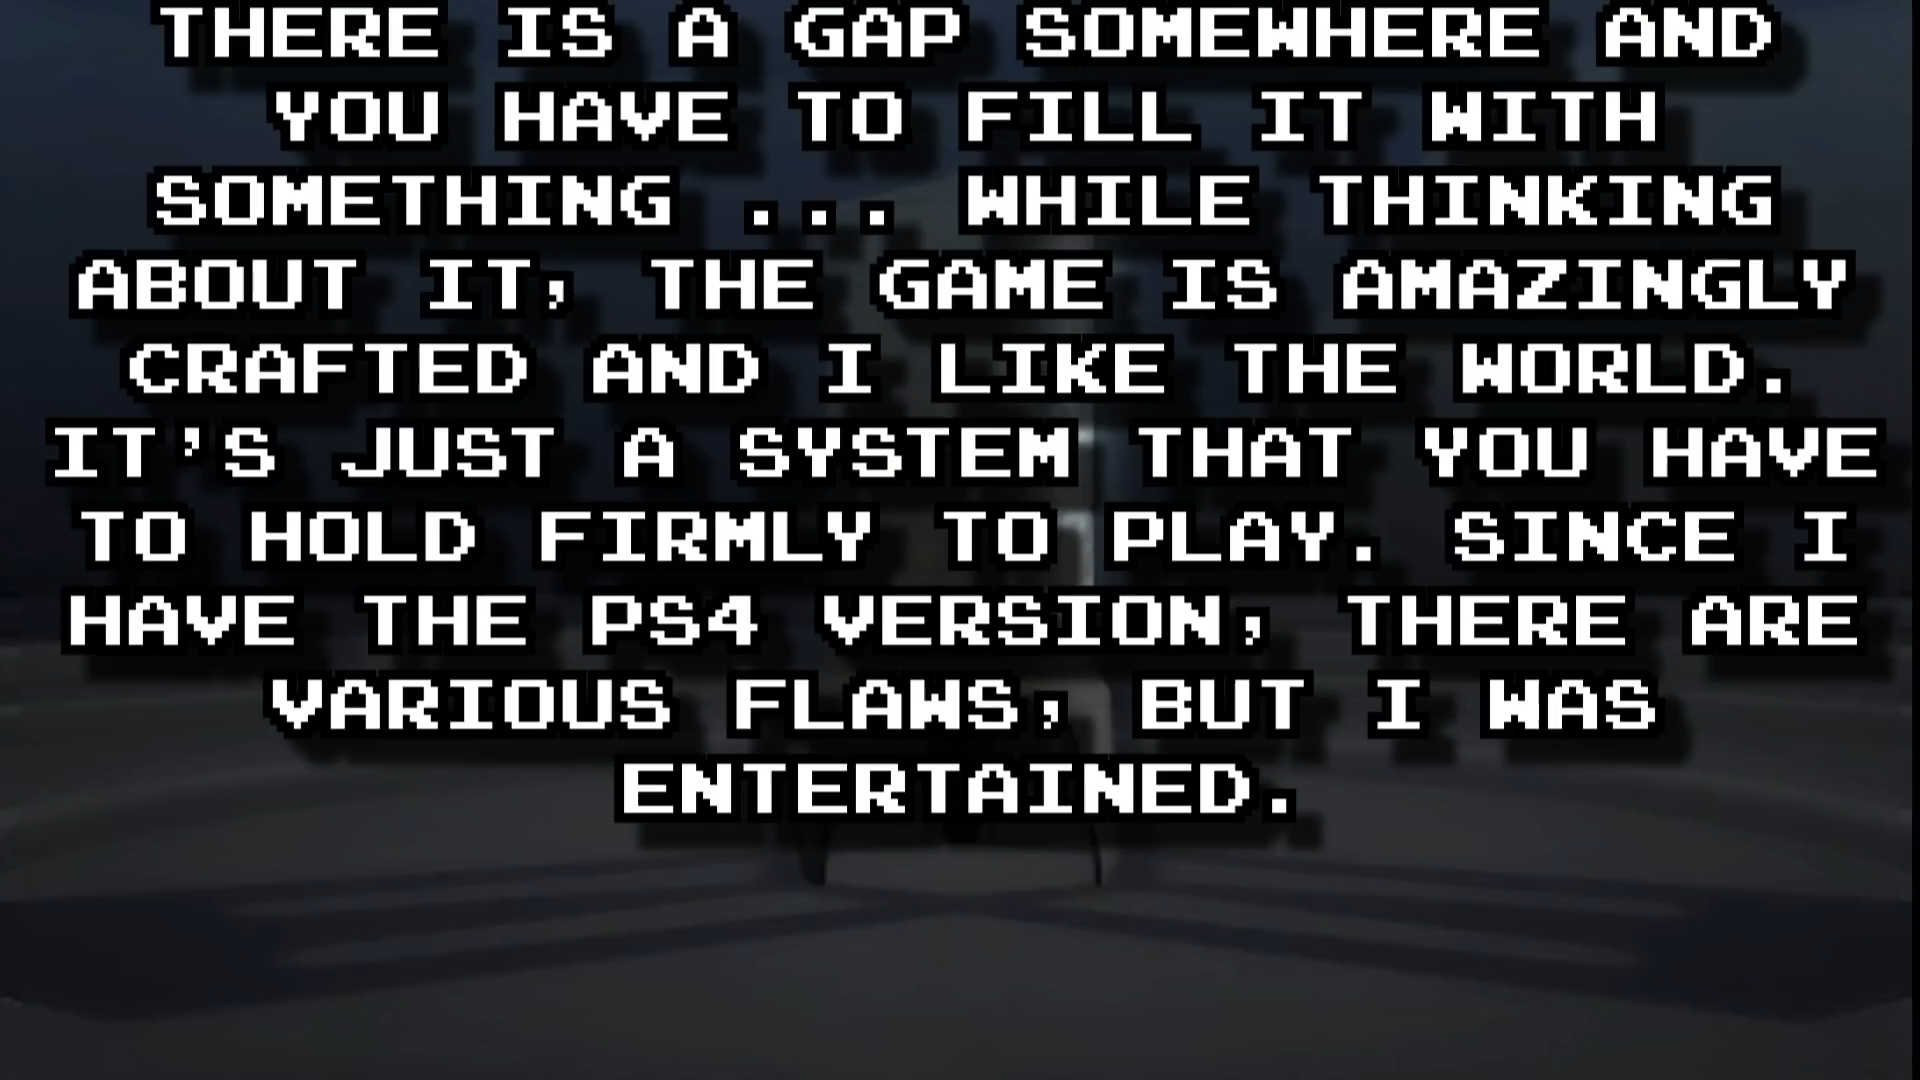 THERE IS A GAP SOMEWHERE AND
YOU HAVE TO FILL IT WITH
SOMETHING ... WHILE THINKING
ABOUT IT, THE GAME IS AMAZINGLY
CRAFTED AND I LIKE THE WORLD.
IT'S JUST A SYSTEM THAT YOU HAVE
TO HOLD FIRMLY TO PLAY. SINCE I
HAVE THE PS4 VERSION, THERE ARE
VARIOUS FLAWS, BUT I WAS
ENTERTAINED.